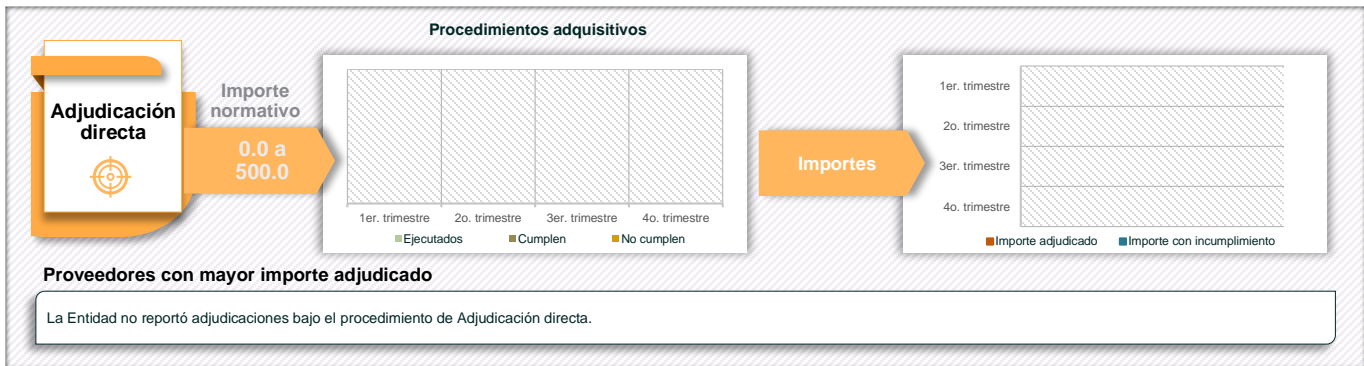 Procedimientos adquisitivos
Adjudicación
directa
Importe
normativo
0.0 a
500.0
1er. trimestre 2o. trimestre 3er. trimestre 4o. trimestre
Ejecutados Cumplen No cumplen
Importes
1er. trimestre
2o. trimestre
3er. trimestre
4o. trimestre
Importe adjudicado Importe con incumplimiento
Proveedores con mayor importe adjudicado
La Entidad no reportó adjudicaciones bajo el procedimiento de Adjudicación directa.